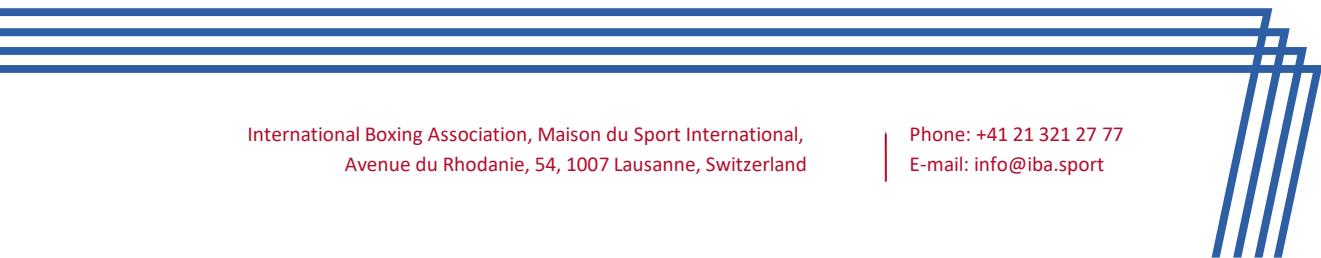 International Boxing Association, Maison du Sport International,
Avenue du Rhodanie, 54, 1007 Lausanne, Switzerland
Phone: +41 21 321 27 77
E-mail: info@iba.sport